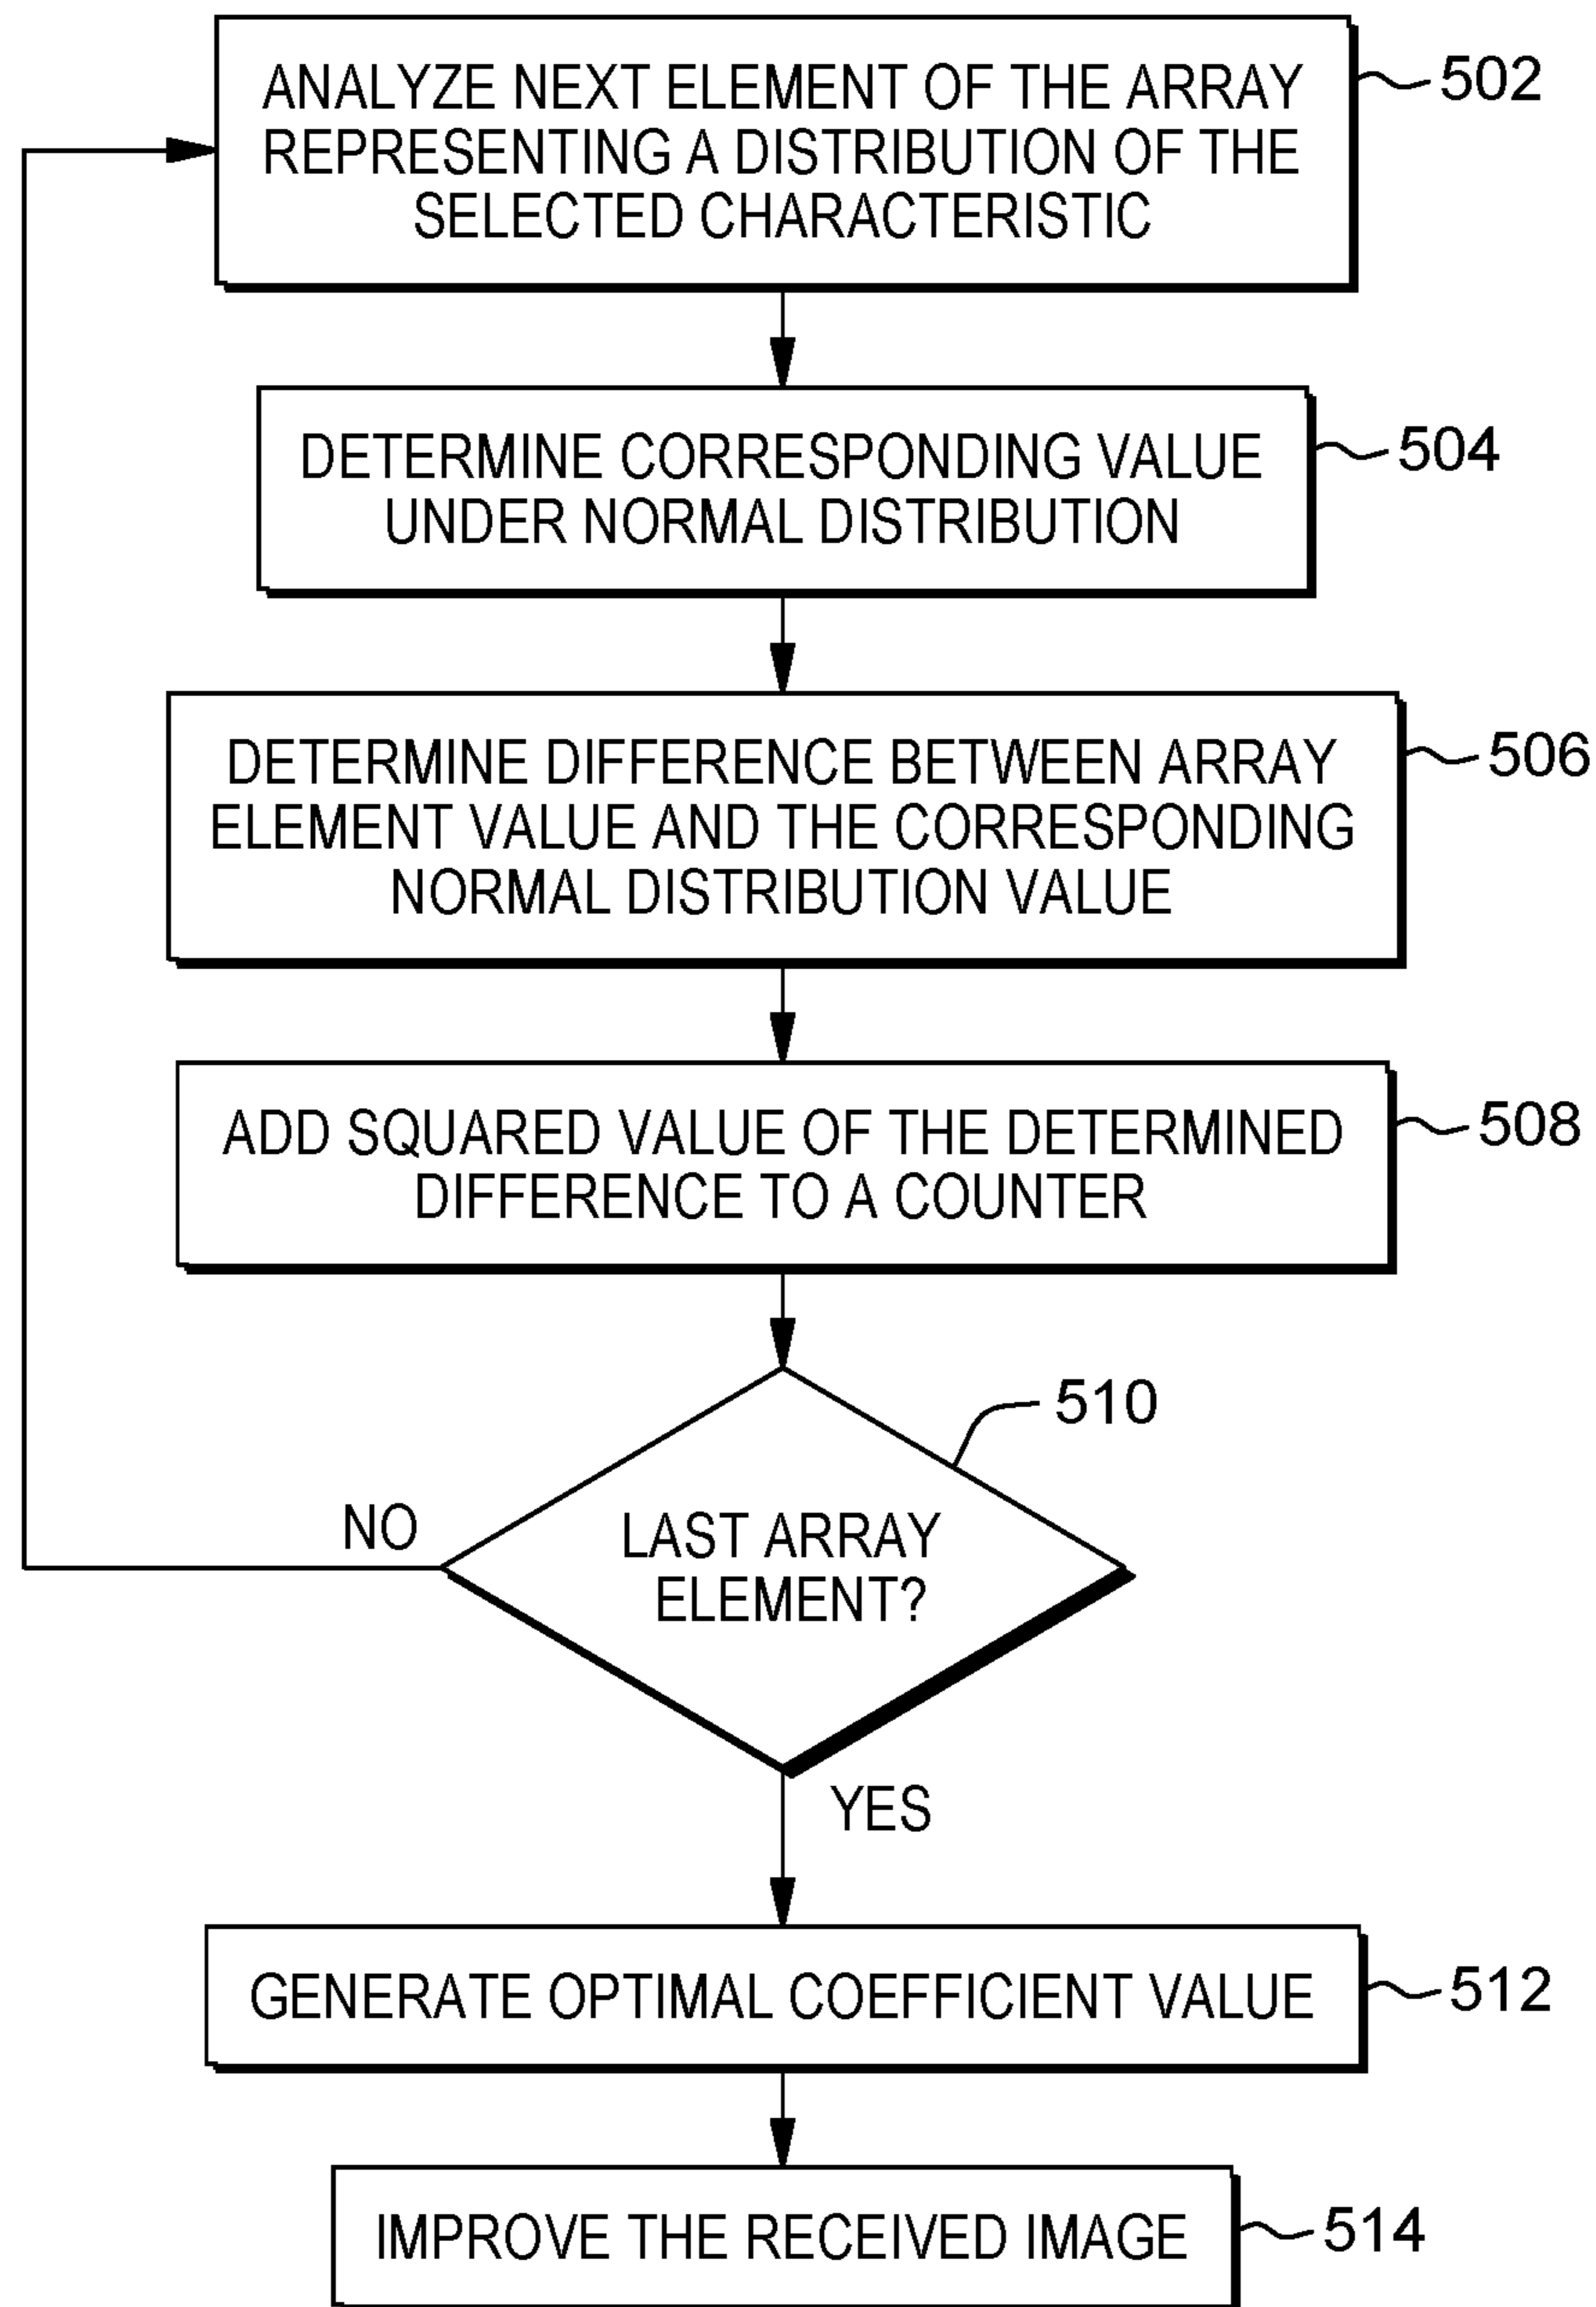 ANALYZE NEXT ELEMENT OF THE ARRAY
REPRESENTING A DISTRIBUTION OF THE
SELECTED CHARACTERISTIC
502
DETERMINE CORRESPONDING VALUE
UNDER NORMAL DISTRIBUTION
504
DETERMINE DIFFERENCE BETWEEN ARRAY
ELEMENT VALUE AND THE CORRESPONDING
NORMAL DISTRIBUTION VALUE
506
ADD SQUARED VALUE OF THE DETERMINED
DIFFERENCE TO A COUNTER
508
510
NO
LAST ARRAY
ELEMENT?
YES
GENERATE OPTIMAL COEFFICIENT VALUE
512
IMPROVE THE RECEIVED IMAGE
514